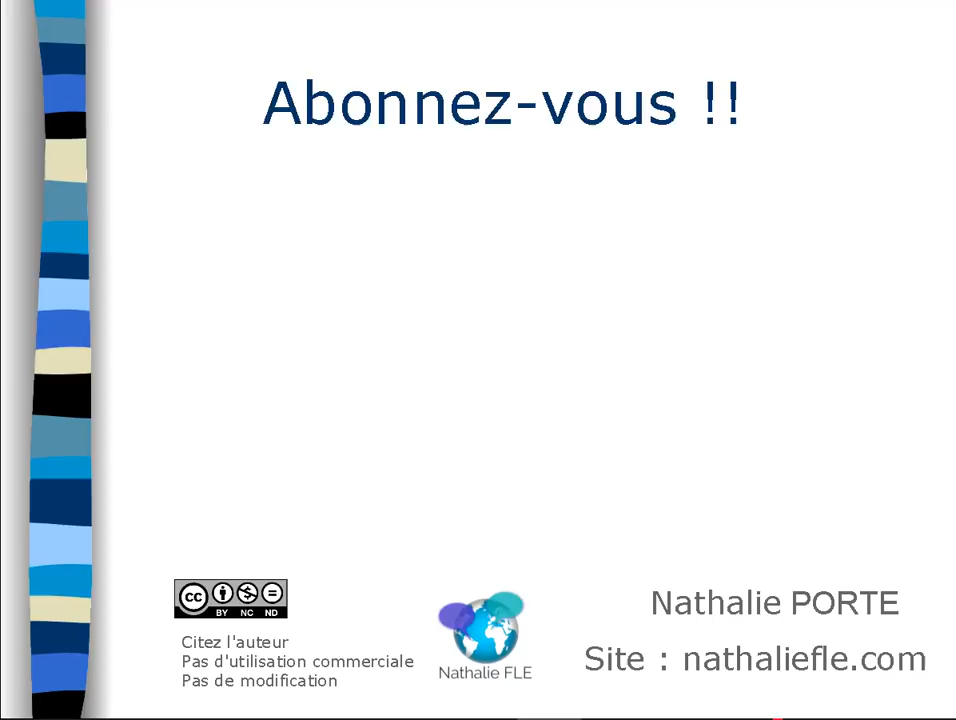 Abonnez-vous !!
cc
BY NC ND
Citez l'auteur
Pas d'utilisation commerciale
Pas de modification
Nathalie FLE
Nathalie PORTE
Site : nathaliefle.com